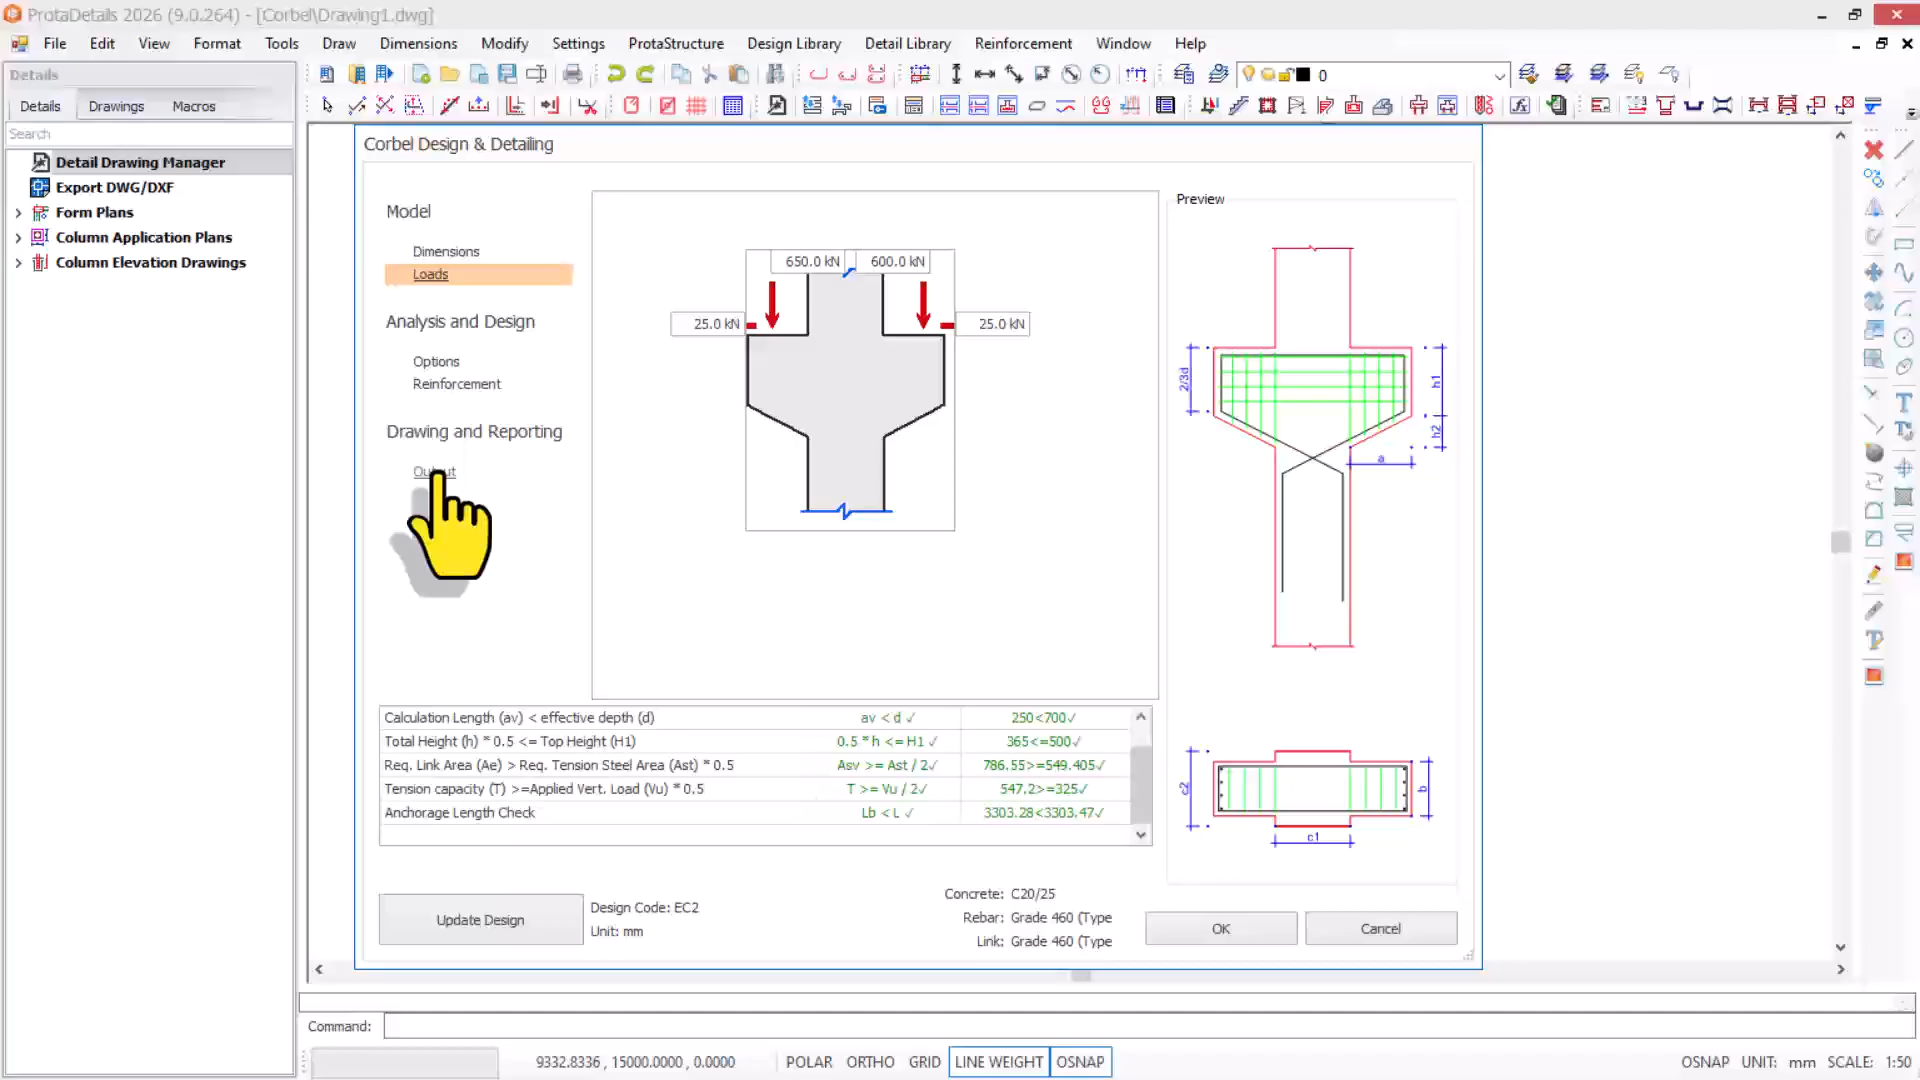 ProtaDetails 2026 (9.0.264) - [Corbel\Drawing1.dwg]
File Edit View Format Tools Draw Dimensions Modify Settings ProtaStructure Design Library Detail Library Reinforcement Window Help
Details
0
Details Drawings Macros
Search
Detail Drawing Manager
Export DWG/DXF
Form Plans
Column Application Plans
Column Elevation Drawings
Corbel Design & Detailing
Model
Dimensions
Loads
Analysis and Design
Options
Reinforcement
Drawing and Reporting
650.0 kN 600.0 kN
25.0 kN 25.0 kN
Preview
2/3d
h1
h2
a
c2
b
c1
Calculation Length (av) < effective depth (d) av < d ✓ 250<700✓
Total Height (h) * 0.5 <= Top Height (H1) 0.5 * h <= H1 ✓ 365<=500✓
Req. Link Area (Ae) > Req. Tension Steel Area (Ast) * 0.5 Asv >= Ast / 2✓ 786.55>=549.405✓
Tension capacity (T) >=Applied Vert. Load (Vu) * 0.5 T >= Vu / 2✓ 547.2>=325✓
Anchorage Length Check Lb < L ✓ 3303.28<3303.47✓
Update Design
Design Code: EC2
Unit: mm
Concrete: C20/25
Rebar: Grade 460 (Type
Link: Grade 460 (Type
OK Cancel
Command:
9332.8336 , 15000.0000 , 0.0000 POLAR ORTHO GRID LINE WEIGHT OSNAP OSNAP UNIT: mm SCALE: 1:50